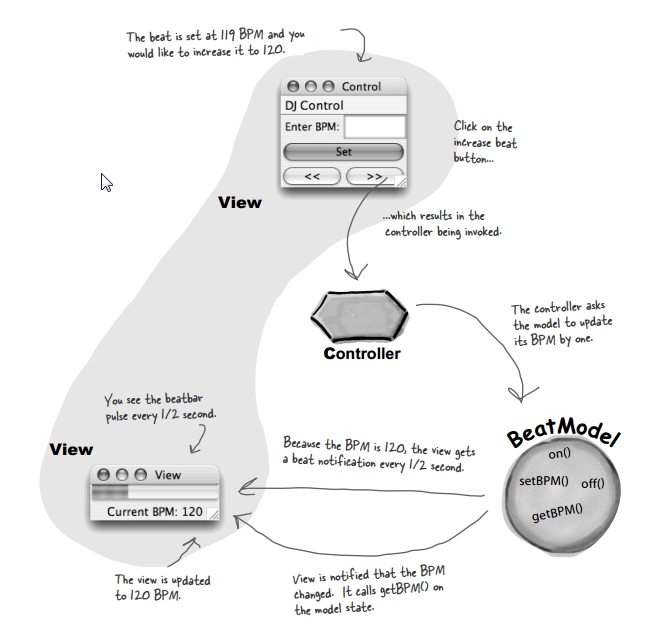 The beat is set at 119 BPM and you
would like to increase it to 120.
Control
DJ Control
Enter BPM:
Set
<<
>>
Click on the
increase beat
button...
View
...which results in the
controller being invoked.
Controller
The controller asks
the model to update
its BPM by one.
You see the beatbar
pulse every 1/2 second.
View
View
Current BPM: 120
Because the BPM is 120, the view gets
a beat notification every 1/2 second.
BeatModel
on()
setBPM()
off()
getBPM()
The view is updated
to 120 BPM.
View is notified that the BPM
changed. It calls getBPM() on
the model state.